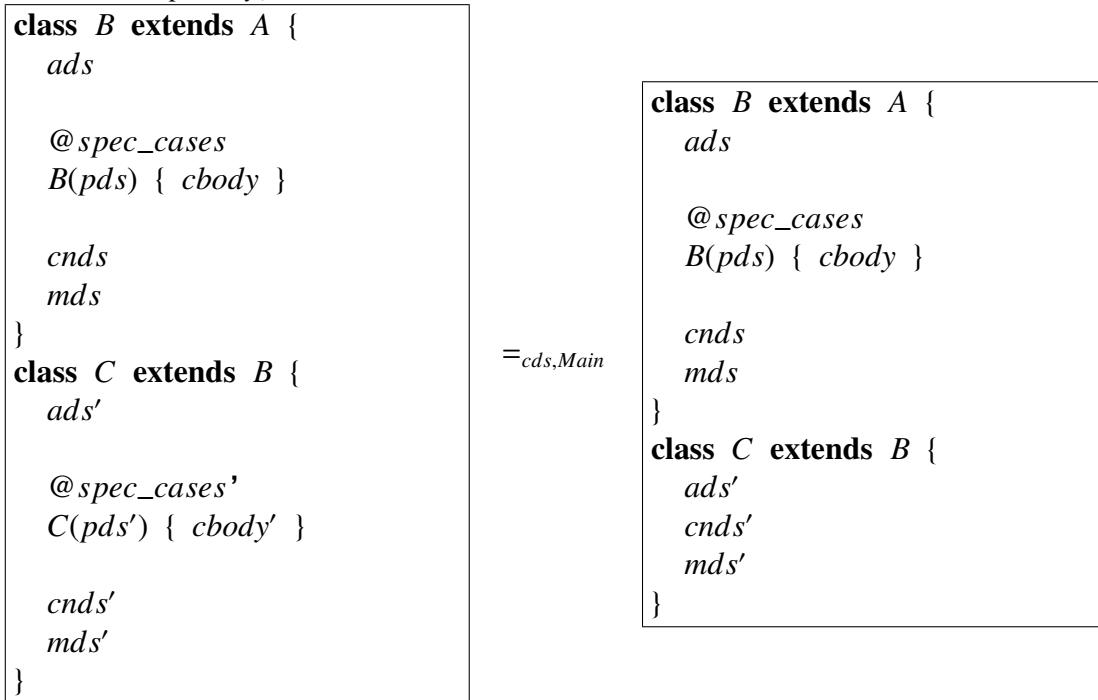 class B extends A {
ads
@spec_cases
B(pds) { cbody }
cnds
mds
}
class C extends B {
ads′
@spec_cases'
C(pds′) { cbody′ }
cnds′
mds′
}
=cds,Main
class B extends A {
ads
@spec_cases
B(pds) { cbody }
cnds
mds
}
class C extends B {
ads′
cnds′
mds′
}